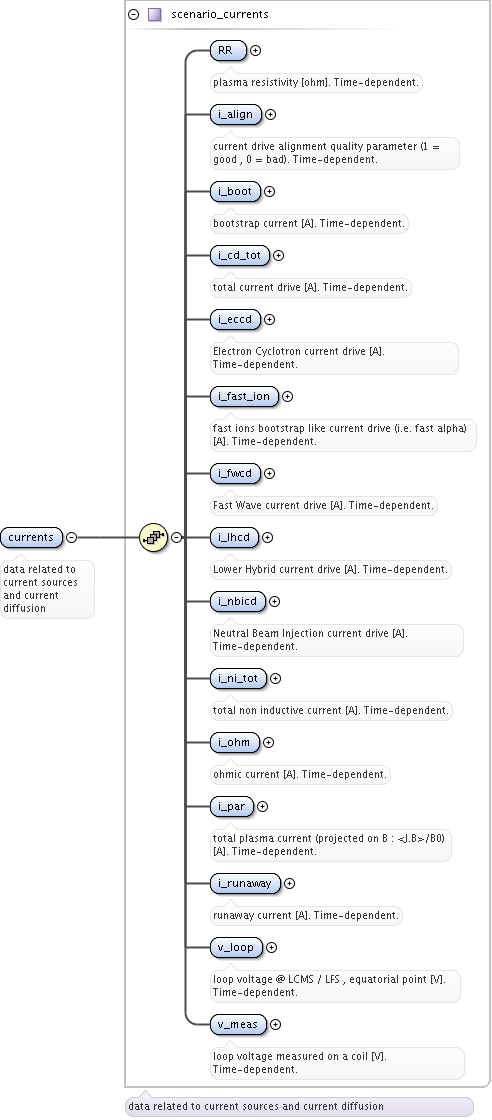 scenario_currents
RR
plasma resistivity [ohm]. Time-dependent.
i_align
current drive alignment quality parameter (1 =
good , 0 = bad). Time-dependent.
i_boot
bootstrap current [A]. Time-dependent.
i_cd_tot
total current drive [A]. Time-dependent.
i_eccd
Electron Cyclotron current drive [A].
Time-dependent.
i_fast_ion
fast ions bootstrap like current drive (i.e. fast alpha)
[A]. Time-dependent.
i_fwcd
Fast Wave current drive [A]. Time-dependent.
currents
data related to
current sources
and current
diffusion
i_lhcd
Lower Hybrid current drive [A]. Time-dependent.
i_nbicd
Neutral Beam Injection current drive [A].
Time-dependent.
i_ni_tot
total non inductive current [A]. Time-dependent.
i_ohm
ohmic current [A]. Time-dependent.
i_par
total plasma current (projected on B : <J.B>/B0)
[A]. Time-dependent.
i_runaway
runaway current [A]. Time-dependent.
v_loop
loop voltage @ LCMS / LFS , equatorial point [V].
Time-dependent.
v_meas
loop voltage measured on a coil [V].
Time-dependent.
data related to current sources and current diffusion